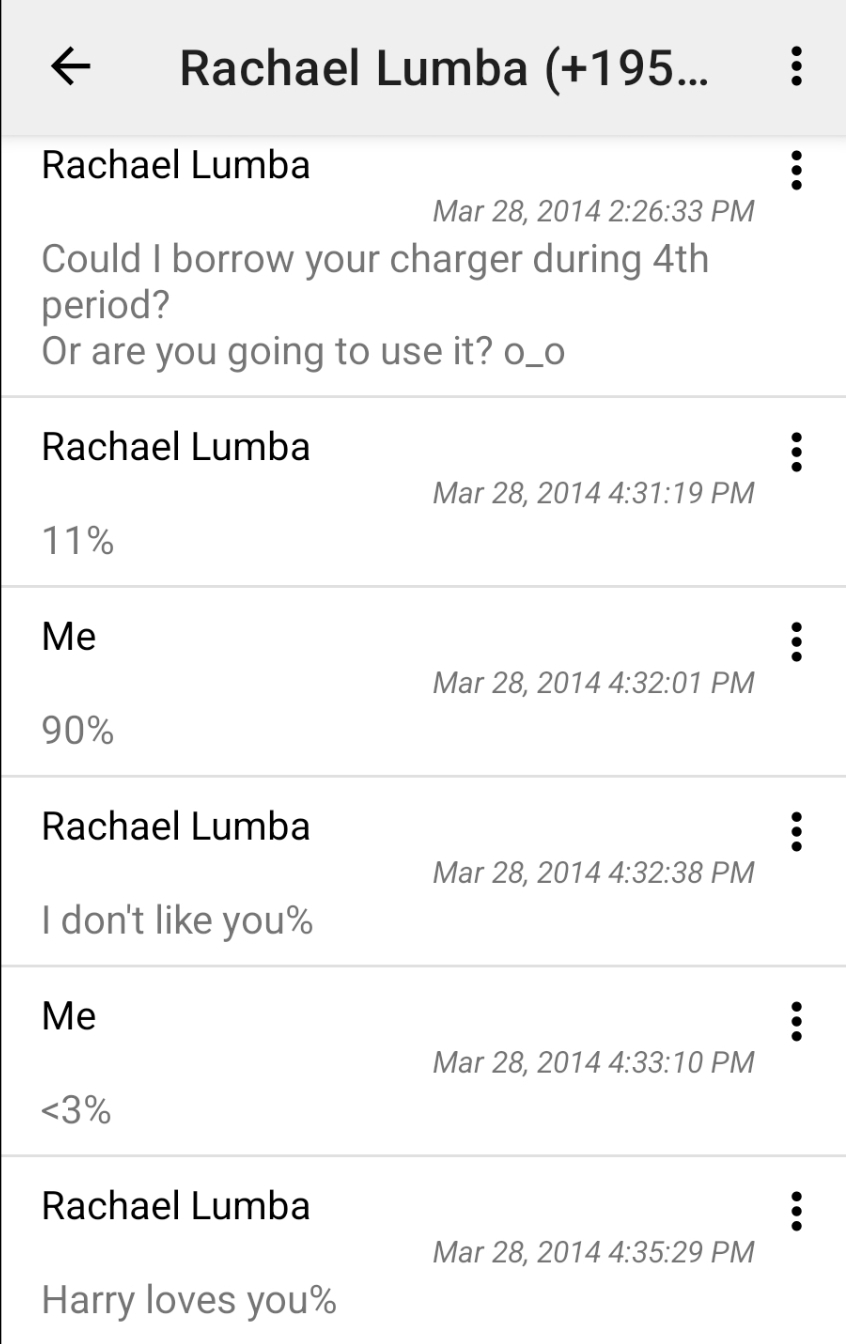 Rachael Lumba (+195...
Rachael Lumba
Mar 28, 2014 2:26:33 PM
Could I borrow your charger during 4th
period?
Or are you going to use it? o_o
Rachael Lumba
Mar 28, 2014 4:31:19 PM
11%
Me
Mar 28, 2014 4:32:01 PM
90%
Rachael Lumba
Mar 28, 2014 4:32:38 PM
I don't like you%
Me
Mar 28, 2014 4:33:10 PM
<3%
Rachael Lumba
Mar 28, 2014 4:35:29 PM
Harry loves you%